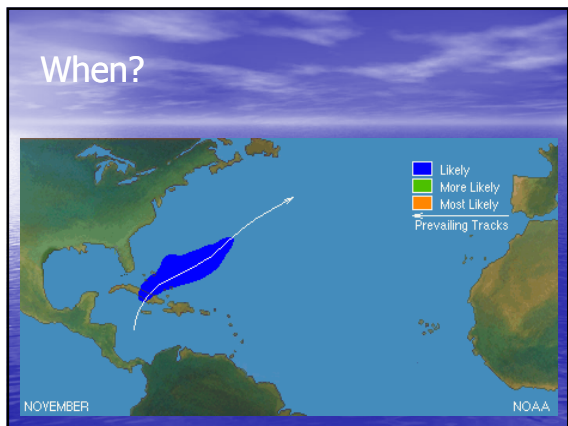 When?
Likely
More Likely
Most Likely
Prevailing Tracks
NOVEMBER
NOAA